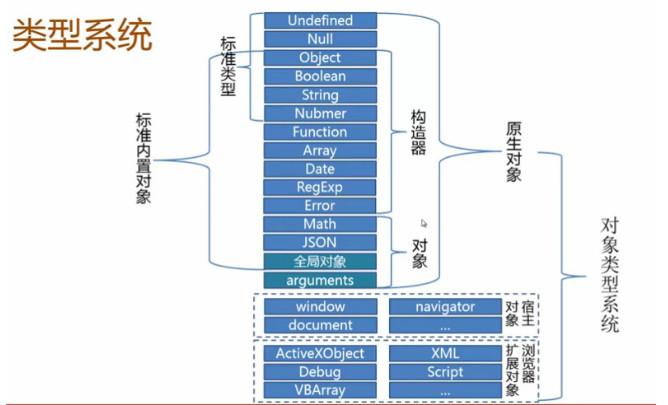 类型系统
标准类型
标准内置对象
Undefined
Null
Object
Boolean
String
Nubmer
Function
Array
Date
RegExp
Error
Math
JSON
全局对象
arguments
构造器
对象
原生对象
对象类型系统
window
navigator
document
...
宿主
对象
ActiveXObject
XML
Debug
Script
VBArray
...
浏览器
扩展对象